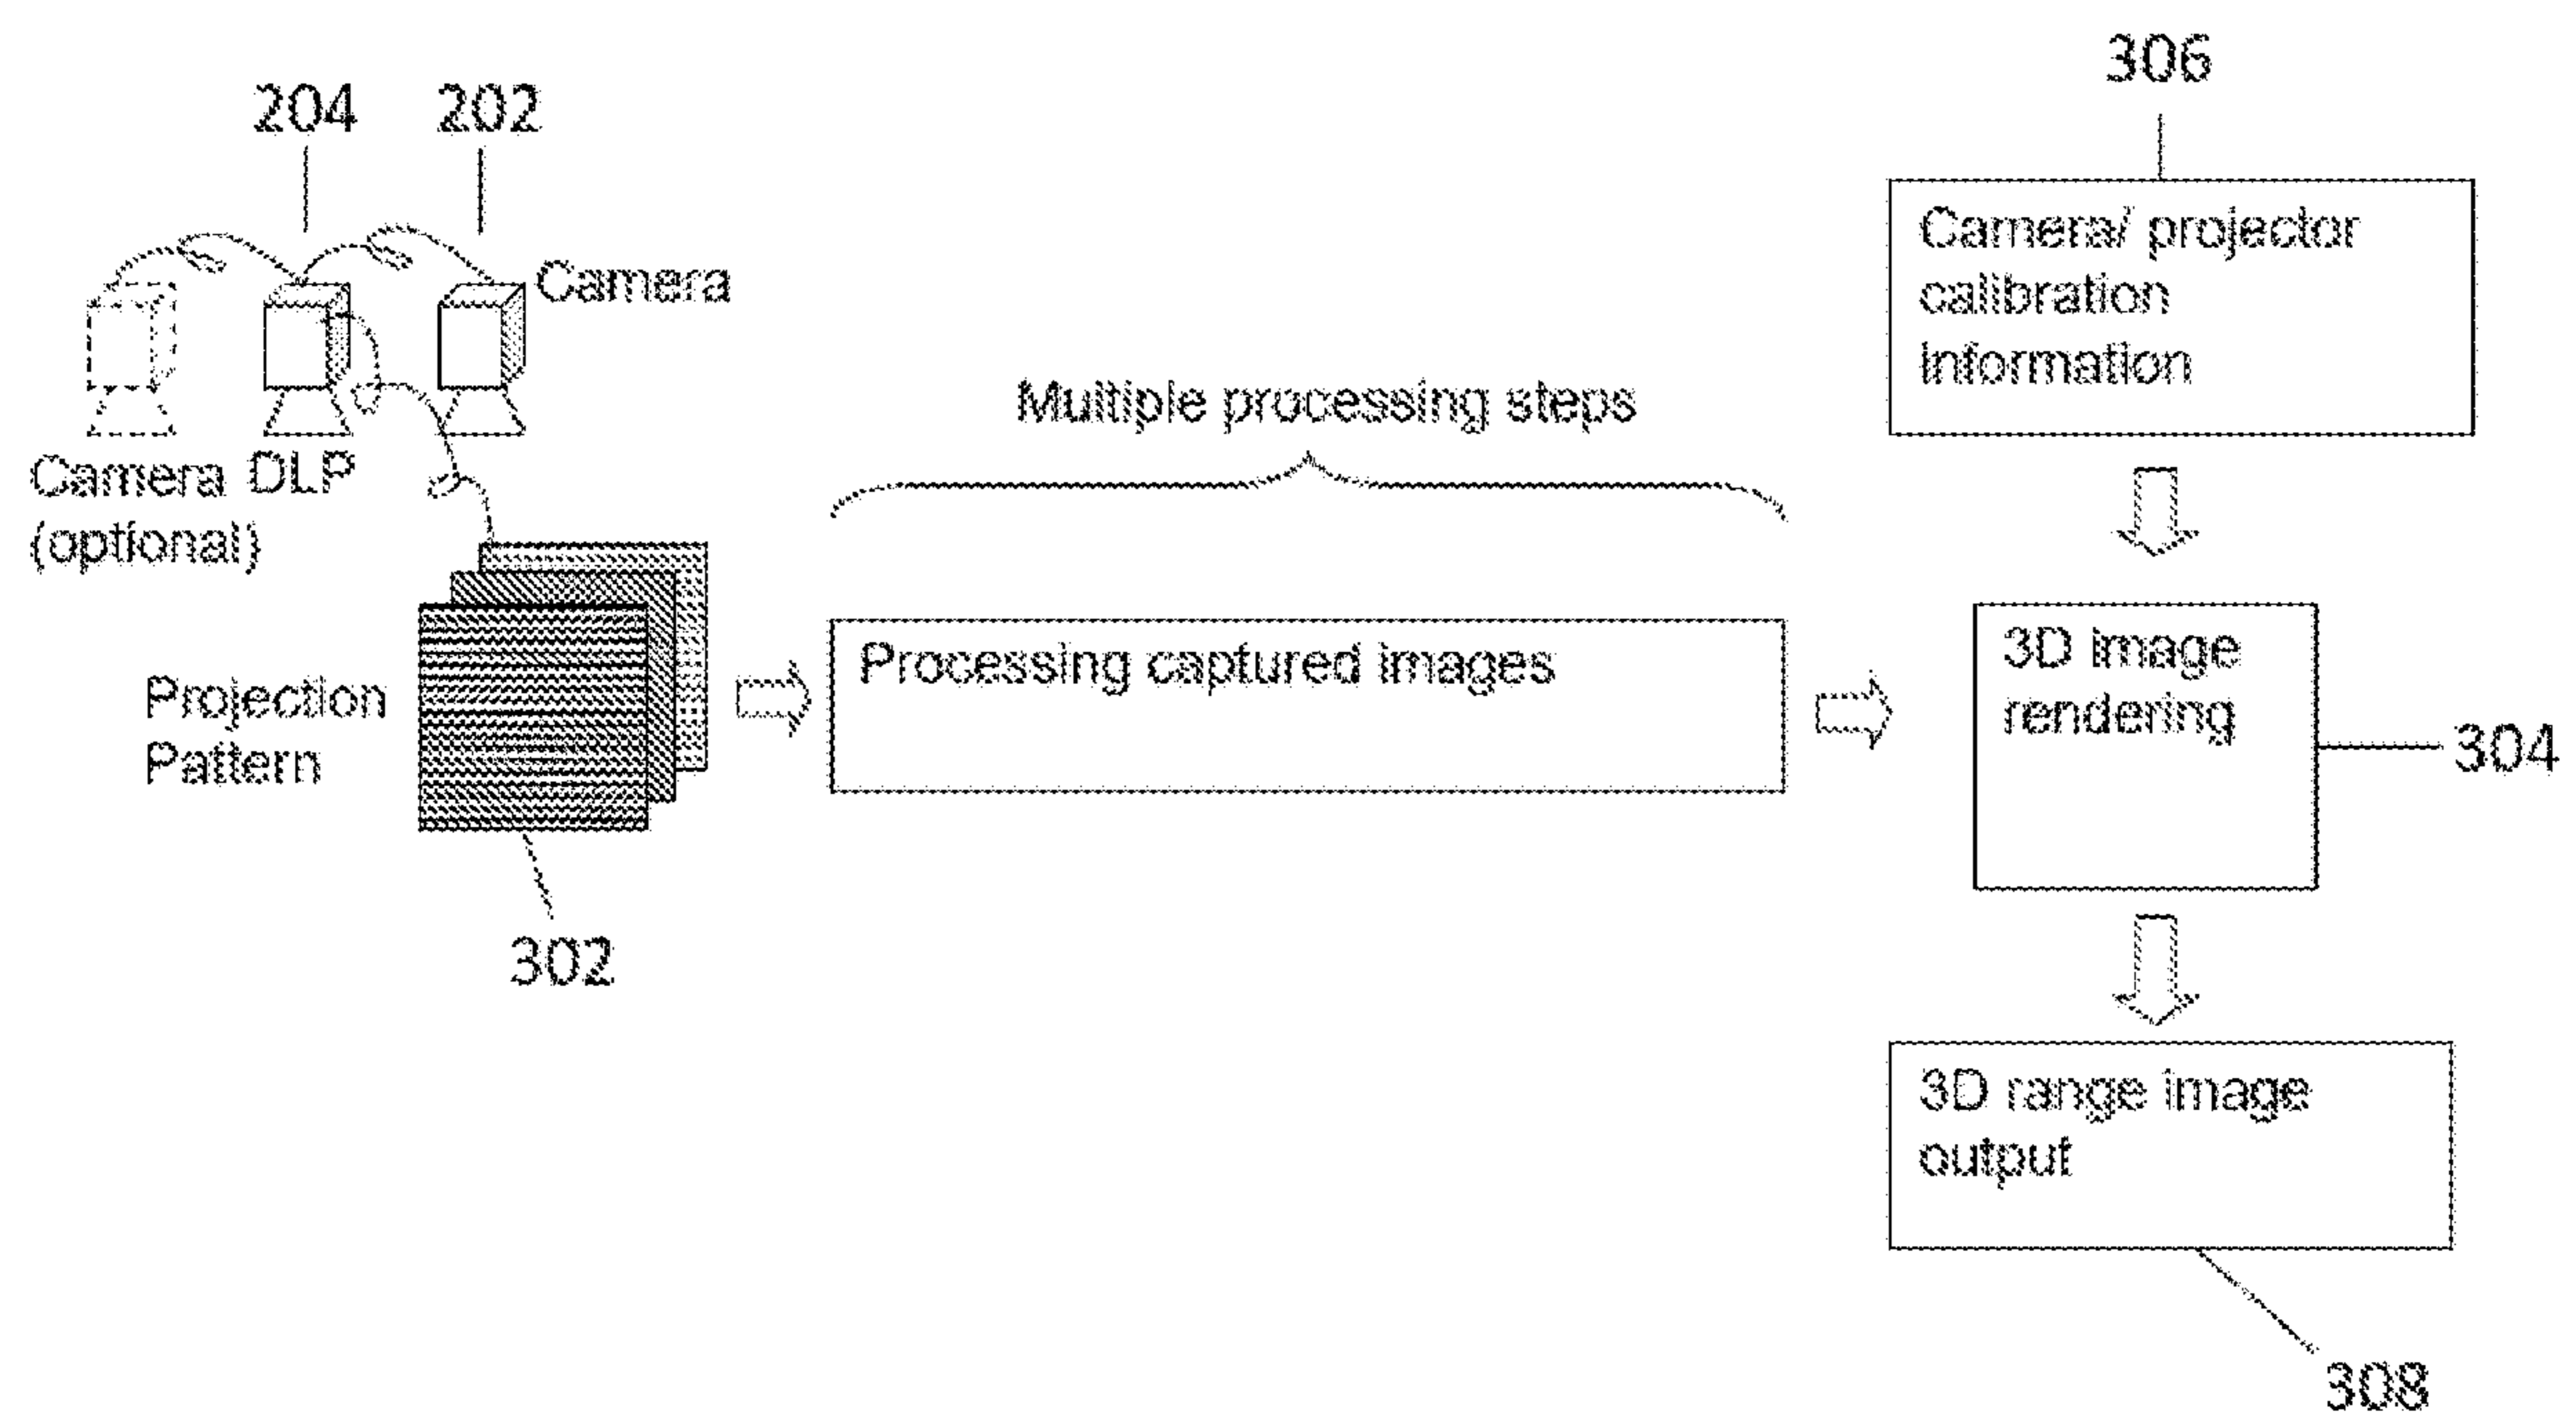 306
204
202
Camera
Camera/ projector
calibration
information
Camera
(optional)
DLP
Multiple processing steps
Projection
Pattern
Processing captured images
3D image
rendering
304
302
3D range image
output
308